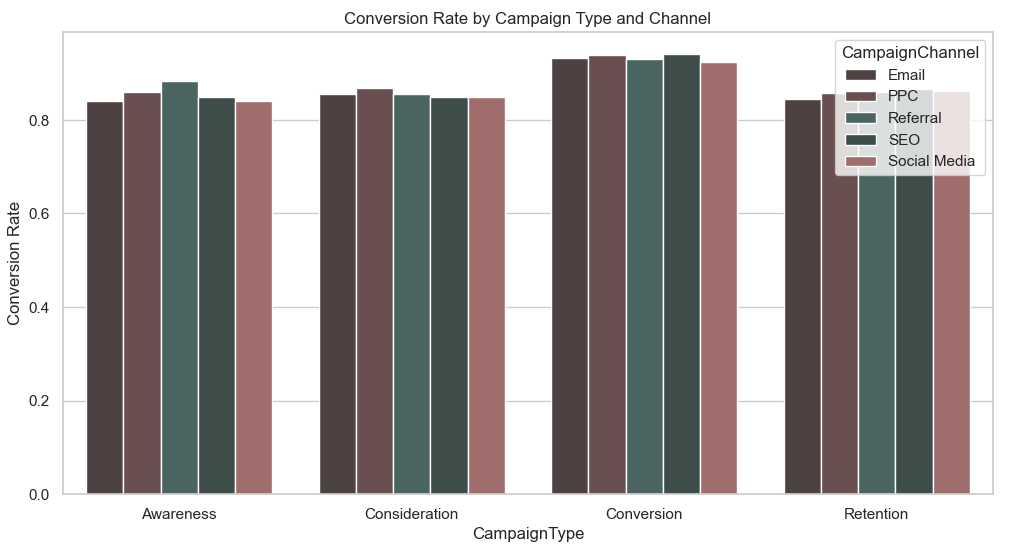 Conversion Rate by Campaign Type and Channel
CampaignChannel
Email
PPC
Referral
SEO
Social Media
Conversion Rate
0.8
0.6
0.4
0.2
0.0
Awareness
Consideration
Conversion
Retention
CampaignType